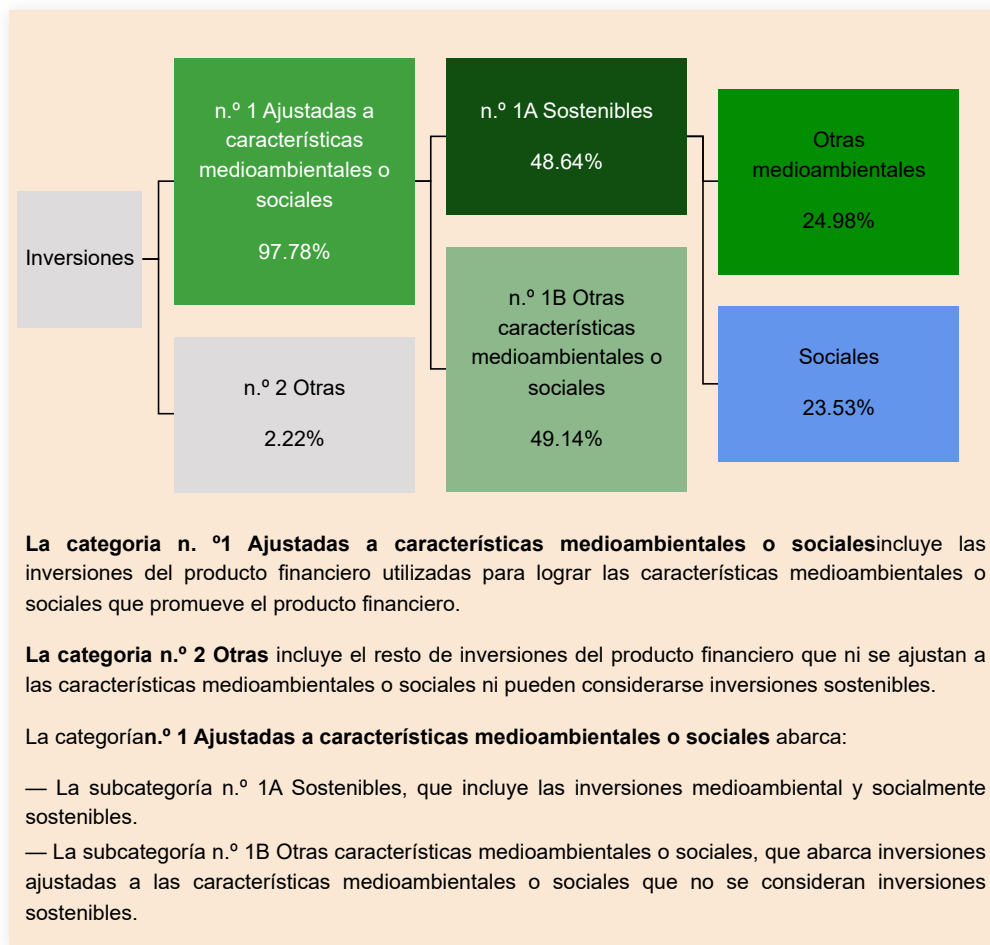 Inversiones
n.º 1 Ajustadas a
características
medioambientales o
sociales
97.78%
n.º 2 Otras
2.22%
n.º 1A Sostenibles
48.64%
n.º 1B Otras
características
medioambientales o
sociales
49.14%
Otras
medioambientales
24.98%
Sociales
23.53%
La categoria n. º1 Ajustadas a características medioambientales o socialesincluye las
inversiones del producto financiero utilizadas para lograr las características medioambientales o
sociales que promueve el producto financiero.
La categoria n.º 2 Otras incluye el resto de inversiones del producto financiero que ni se ajustan a
las características medioambientales o sociales ni pueden considerarse inversiones sostenibles.
La categorían.º 1 Ajustadas a características medioambientales o sociales abarca:
— La subcategoría n.º 1A Sostenibles, que incluye las inversiones medioambiental y socialmente
sostenibles.
— La subcategoría n.º 1B Otras características medioambientales o sociales, que abarca inversiones
ajustadas a las características medioambientales o sociales que no se consideran inversiones
sostenibles.